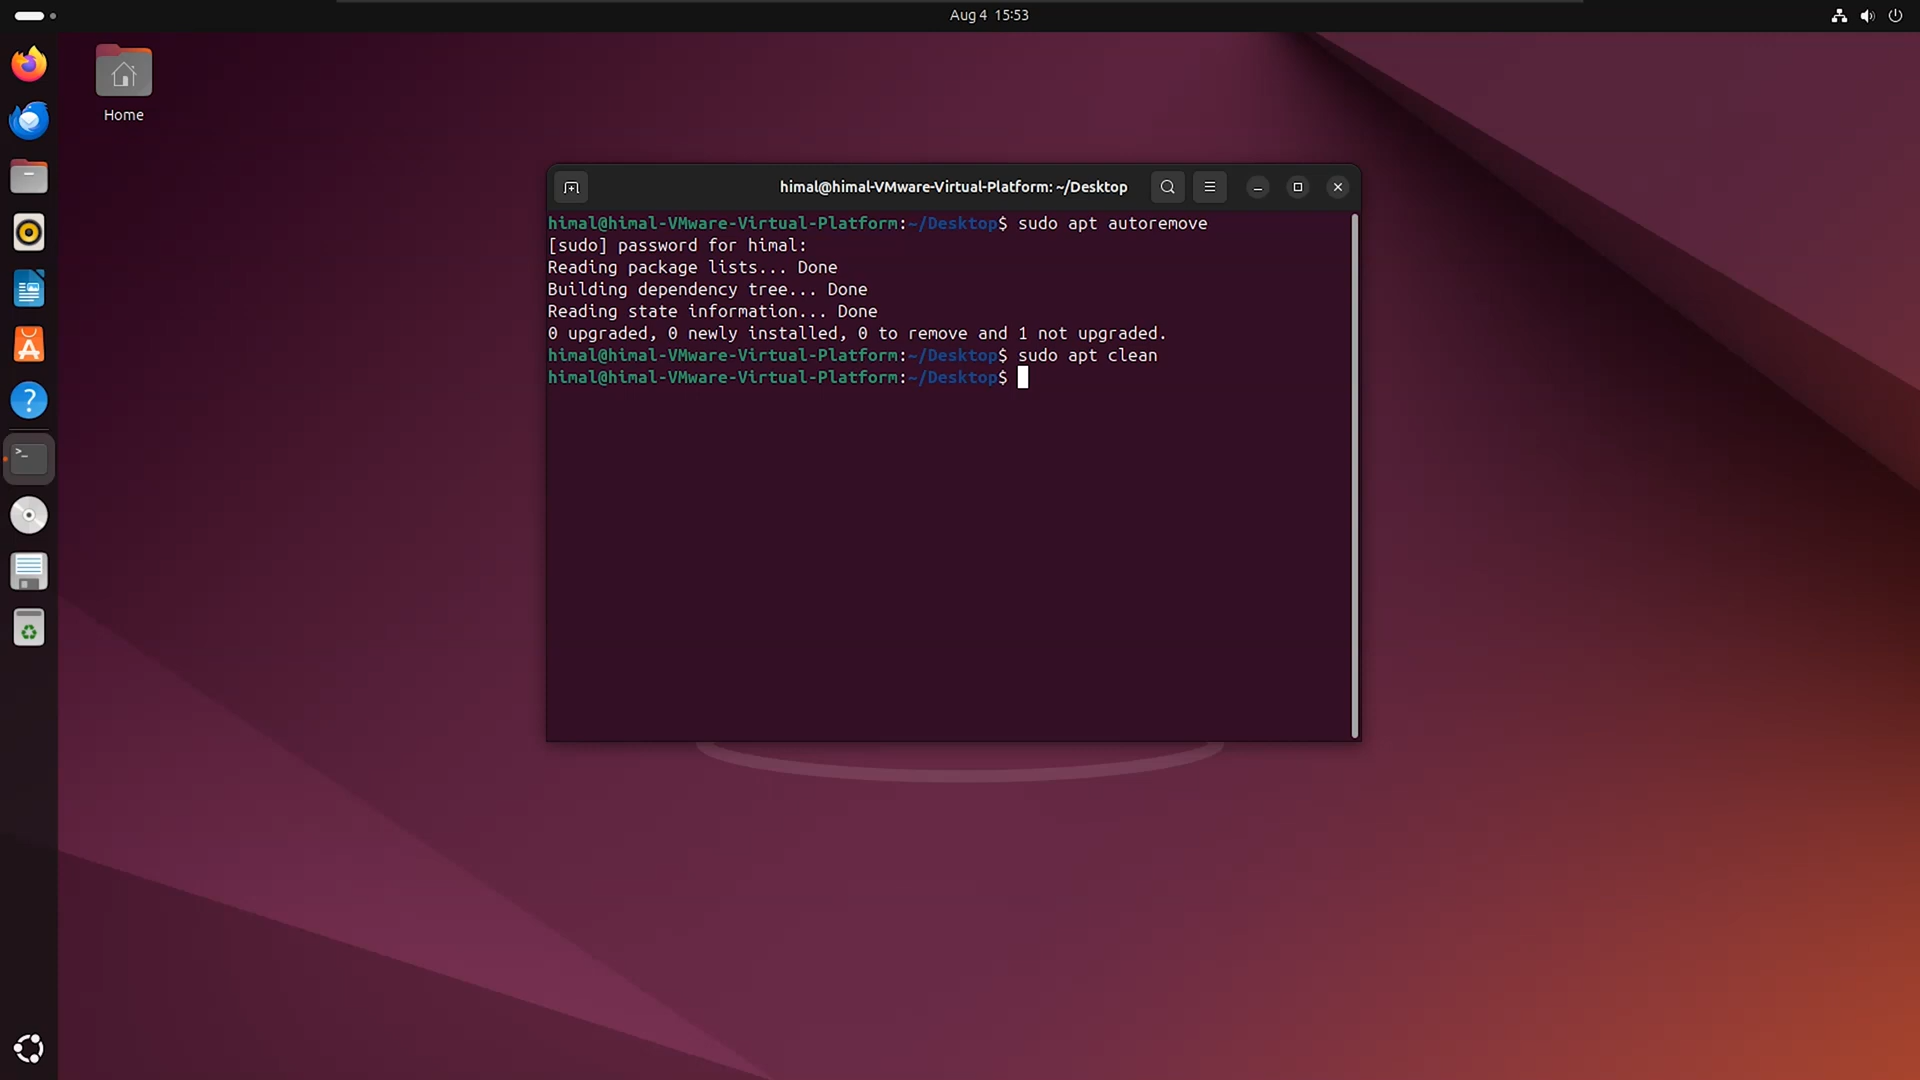 Aug 4 15:53
Home
himal@himal-VMware-Virtual-Platform: ~/Desktop
himal@himal-VMware-Virtual-Platform:~/Desktop$ sudo apt autoremove
[sudo] password for himal:
Reading package lists... Done
Building dependency tree... Done
Reading state information... Done
0 upgraded, 0 newly installed, 0 to remove and 1 not upgraded.
himal@himal-VMware-Virtual-Platform:~/Desktop$ sudo apt clean
himal@himal-VMware-Virtual-Platform:~/Desktop$